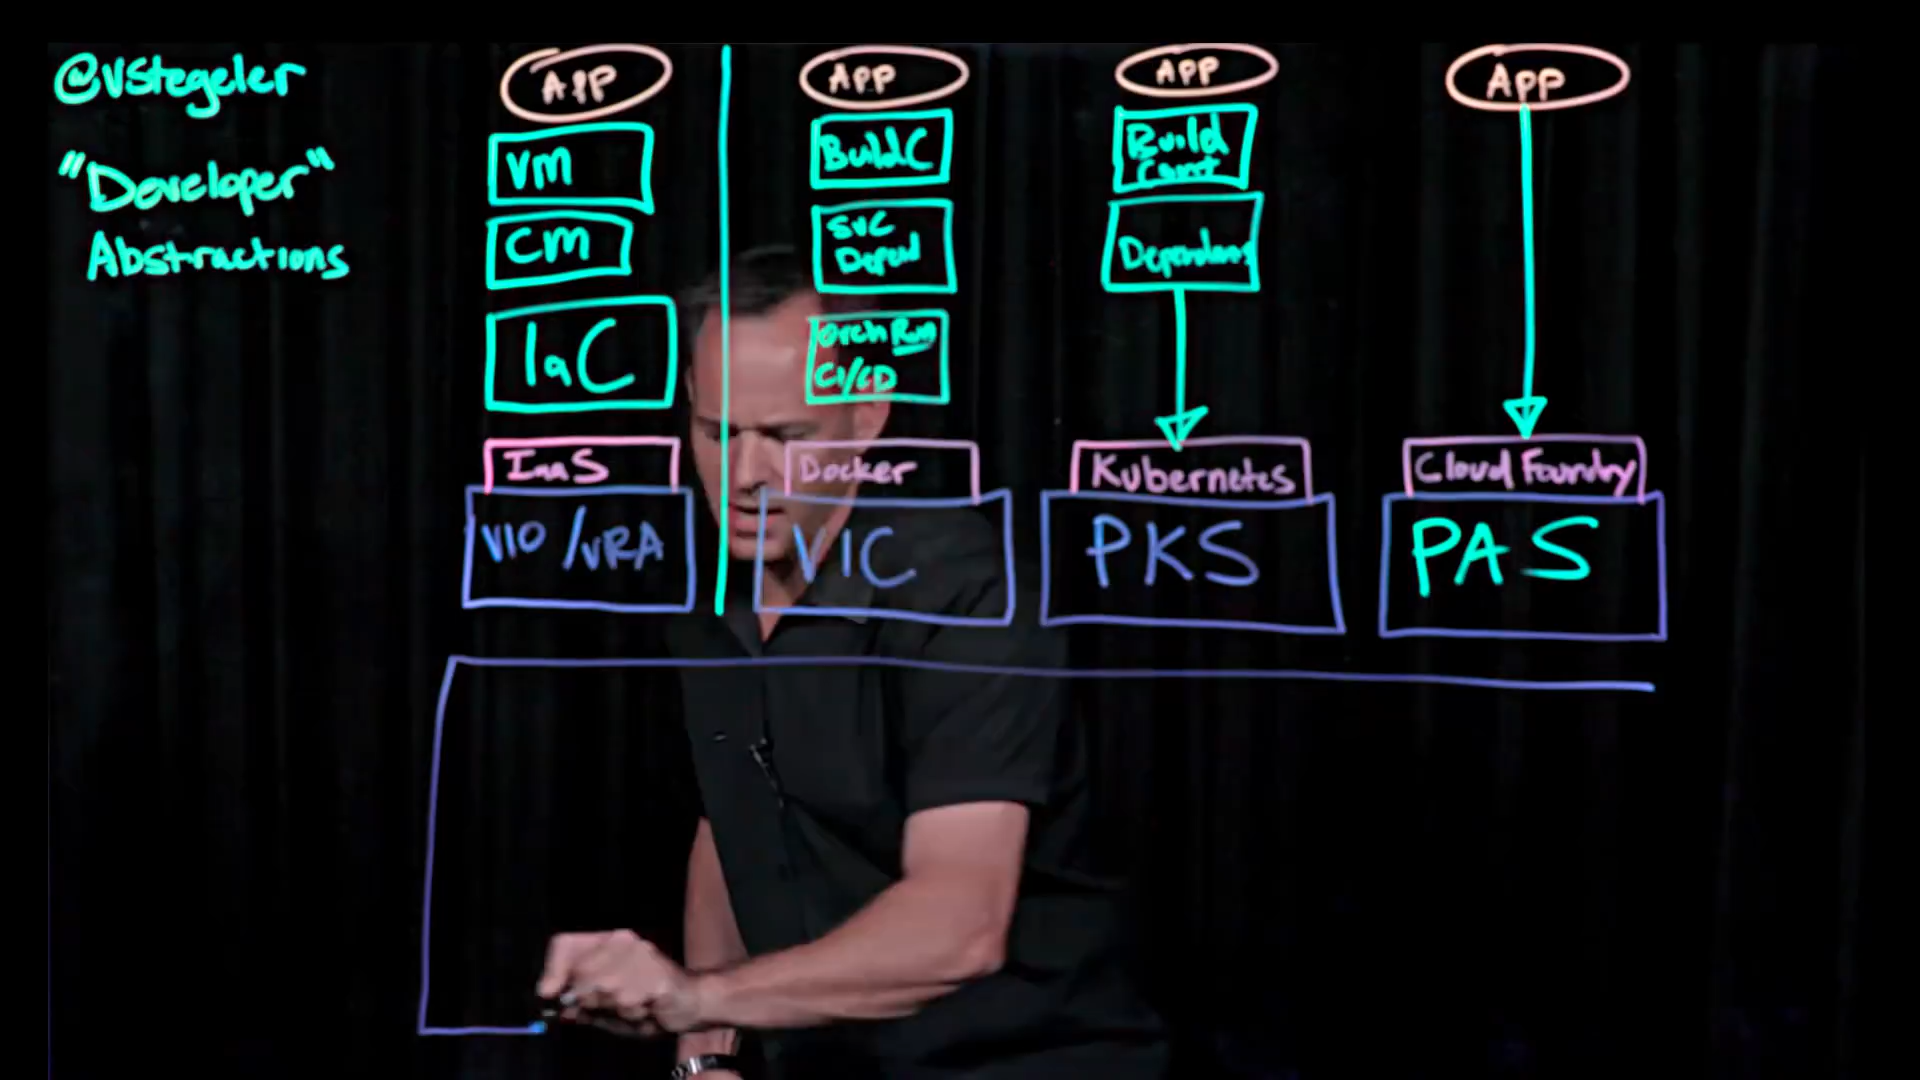 @vStegeler
"Developer"
Abstractions
APP
VM
CM
IaC
IaaS
VIO/vRA
APP
BuildC
SVC
Depend
Orch Run
CI/CD
Docker
VIC
APP
Build
Cont
Kubernetes
PKS
APP
Cloud Foundry
PAS